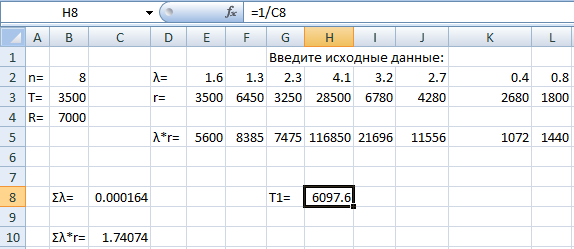 H8 fx =1/C8
A B C D E F G H I J K L
1 Введите исходные данные:
2 n= 8 λ= 1.6 1.3 2.3 4.1 3.2 2.7 0.4 0.8
3 T= 3500 r= 3500 6450 3250 28500 6780 4280 2680 1800
4 R= 7000
5 λ*r= 5600 8385 7475 116850 21696 11556 1072 1440
6
7
8 Σλ= 0.000164 T1= 6097.6
9
10 Σλ*r= 1.74074